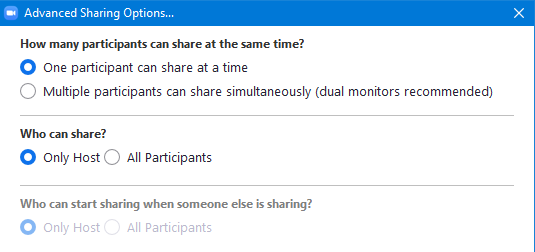 Advanced Sharing Options...
How many participants can share at the same time?
One participant can share at a time
Multiple participants can share simultaneously (dual monitors recommended)
Who can share?
Only Host All Participants
Who can start sharing when someone else is sharing?
Only Host All Participants